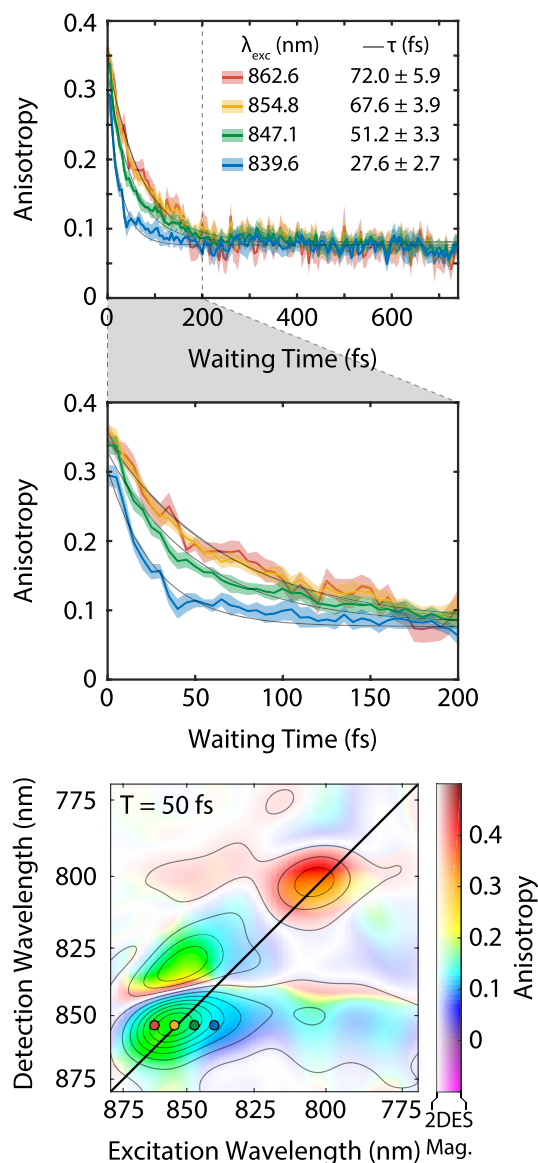 λexc (nm) —τ (fs)
862.6 72.0 ± 5.9
854.8 67.6 ± 3.9
847.1 51.2 ± 3.3
839.6 27.6 ± 2.7
Anisotropy
0.4
0.3
0.2
0.1
0
0 200 400 600
Waiting Time (fs)
Anisotropy
0.4
0.3
0.2
0.1
0
0 50 100 150 200
Waiting Time (fs)
T = 50 fs
Detection Wavelength (nm)
775
800
825
850
875
875 850 825 800 775
Excitation Wavelength (nm)
0.4
0.3
0.2
0.1
0
Anisotropy
2DES
Mag.